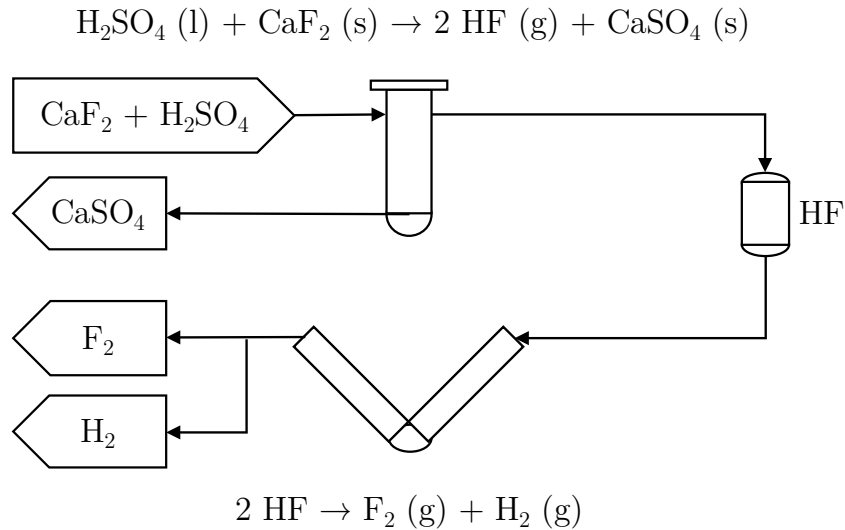 H₂SO₄ (l) + CaF₂ (s) → 2 HF (g) + CaSO₄ (s)
CaF₂ + H₂SO₄
CaSO₄
HF
F₂
H₂
2 HF → F₂ (g) + H₂ (g)